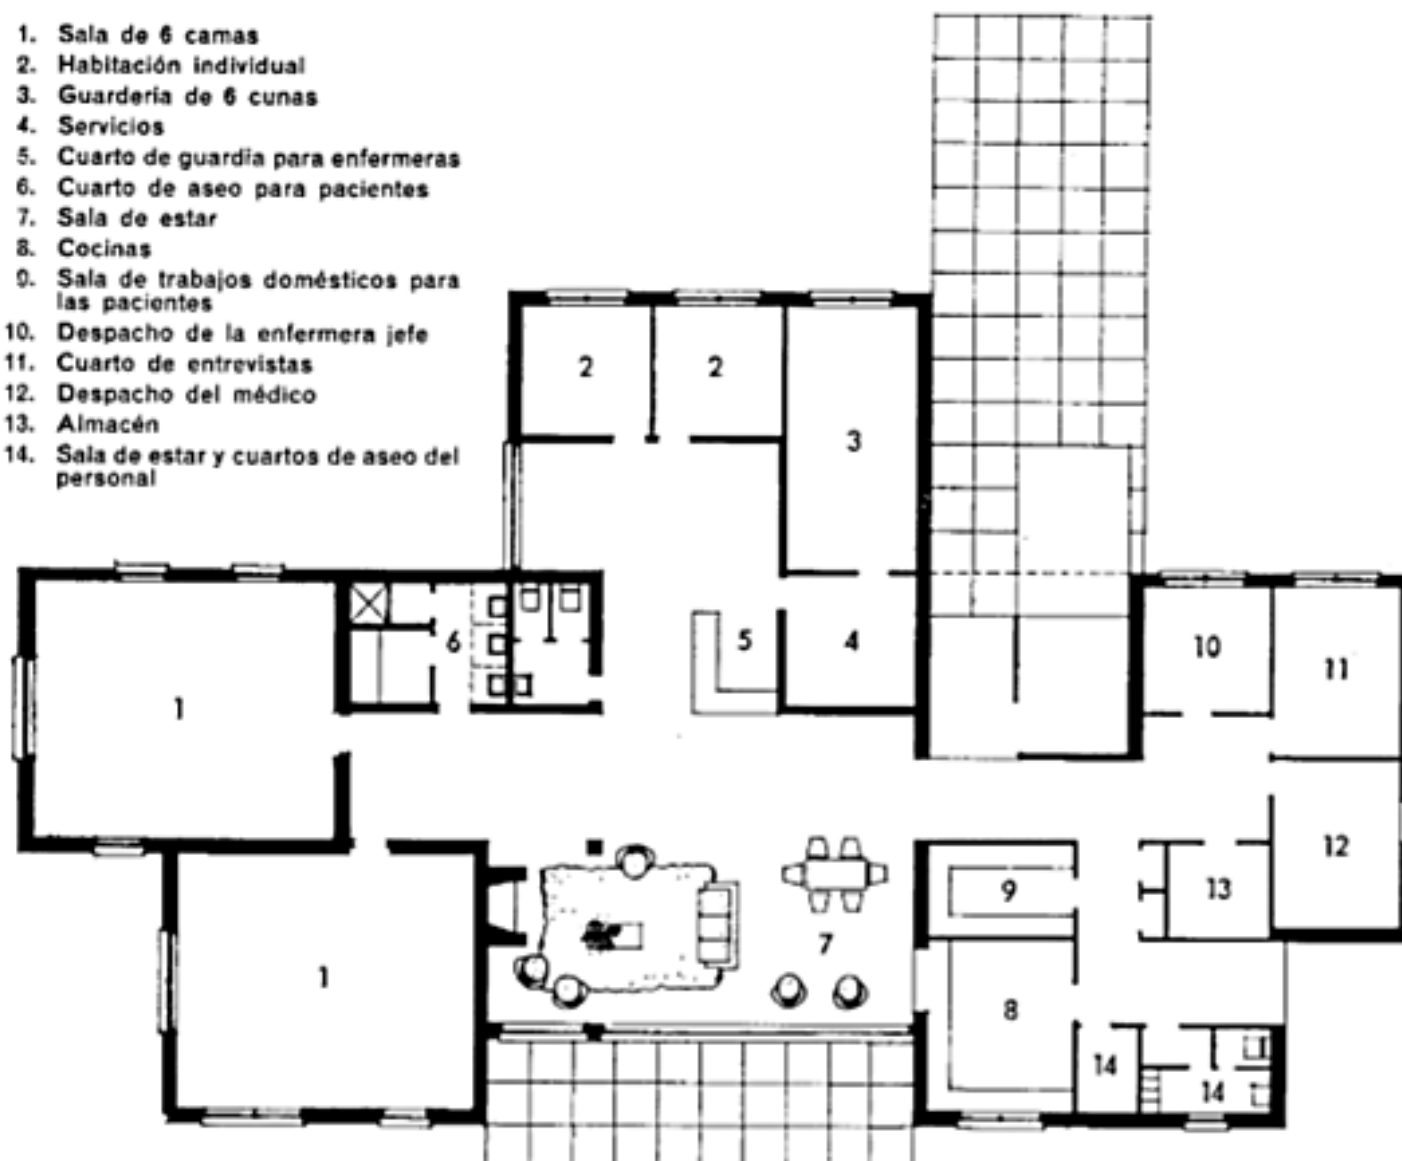 1. Sala de 6 camas
2. Habitación individual
3. Guardería de 6 cunas
4. Servicios
5. Cuarto de guardia para enfermeras
6. Cuarto de aseo para pacientes
7. Sala de estar
8. Cocinas
9. Sala de trabajos domésticos para
las pacientes
10. Despacho de la enfermera jefe
11. Cuarto de entrevistas
12. Despacho del médico
13. Almacén
14. Sala de estar y cuartos de aseo del
personal
2 2
3
6 5 4 10 11
1
12
9 13
7
1
8
14
14